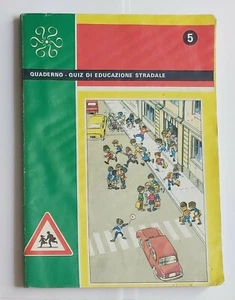 5
QUADERNO - QUIZ DI EDUCAZIONE STRADALE